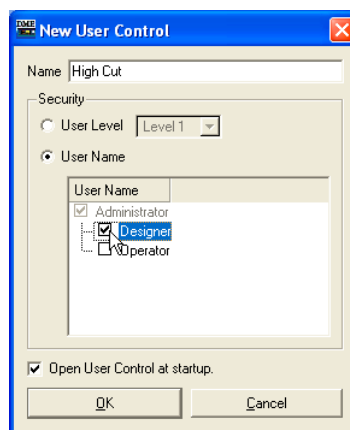 DME
New User Control
Name High Cut
Security
User Level Level 1
User Name
User Name
Administrator
Designer
Operator
Open User Control at startup.
OK Cancel